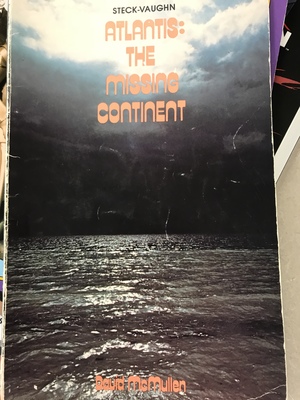 STECK-VAUGHN
ATLANTIS:
THE
MISSING
CONTINENT
David McMullen